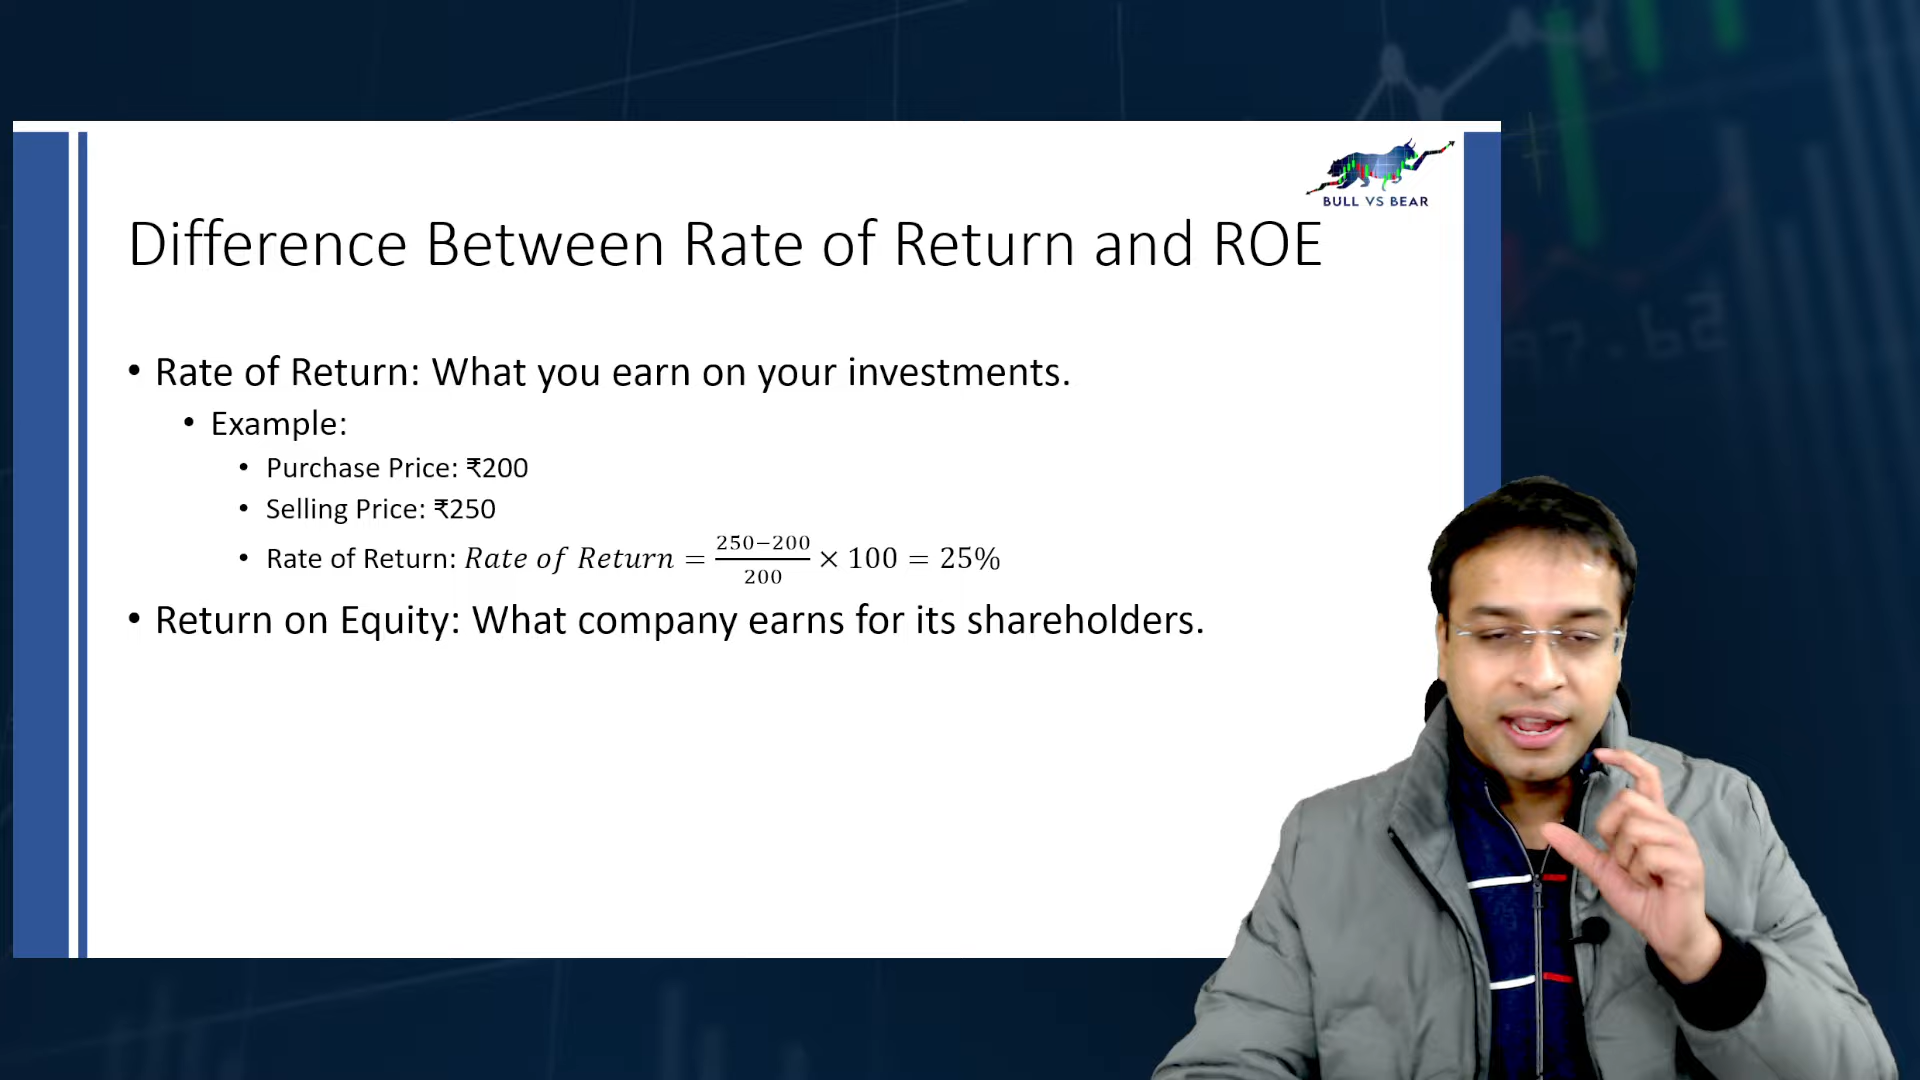 BULL VS BEAR
Difference Between Rate of Return and ROE
• Rate of Return: What you earn on your investments.
• Example:
• Purchase Price: ₹200
• Selling Price: ₹250
• Rate of Return: Rate of Return = (250−200)/200 × 100 = 25%
• Return on Equity: What company earns for its shareholders.
97.62